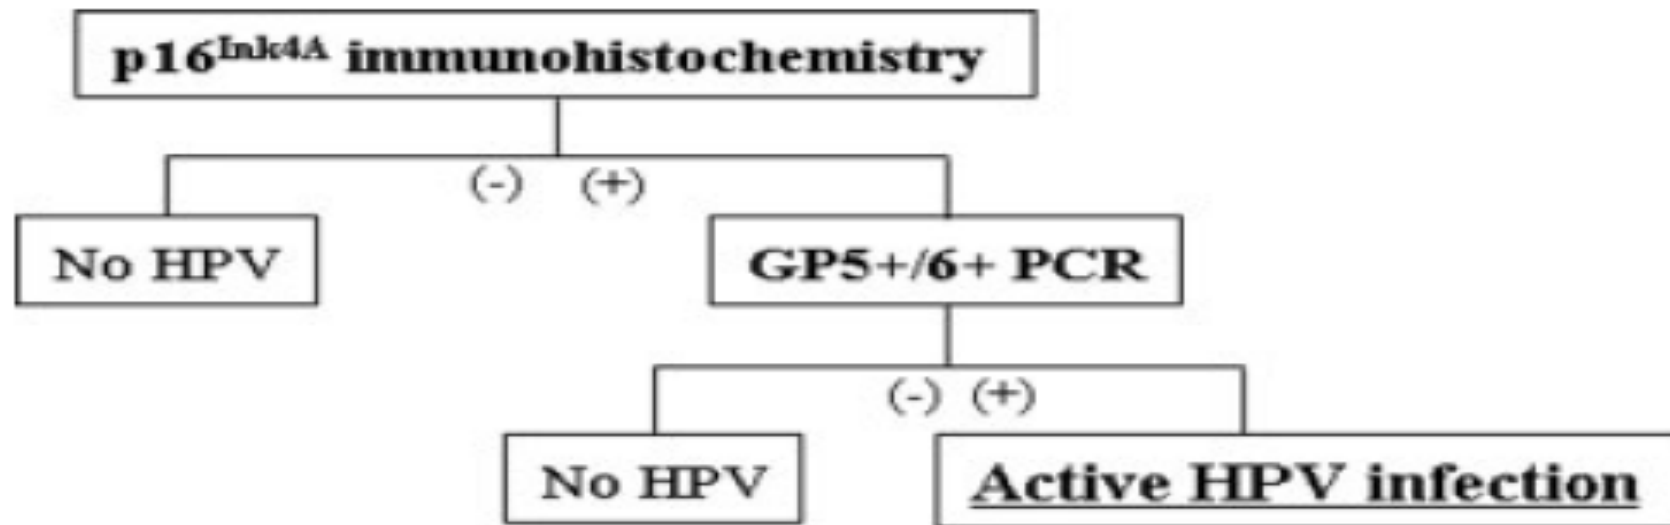 p16Ink4A immunohistochemistry
(-) (+)
No HPV
GP5+/6+ PCR
(-) (+)
No HPV
Active HPV infection